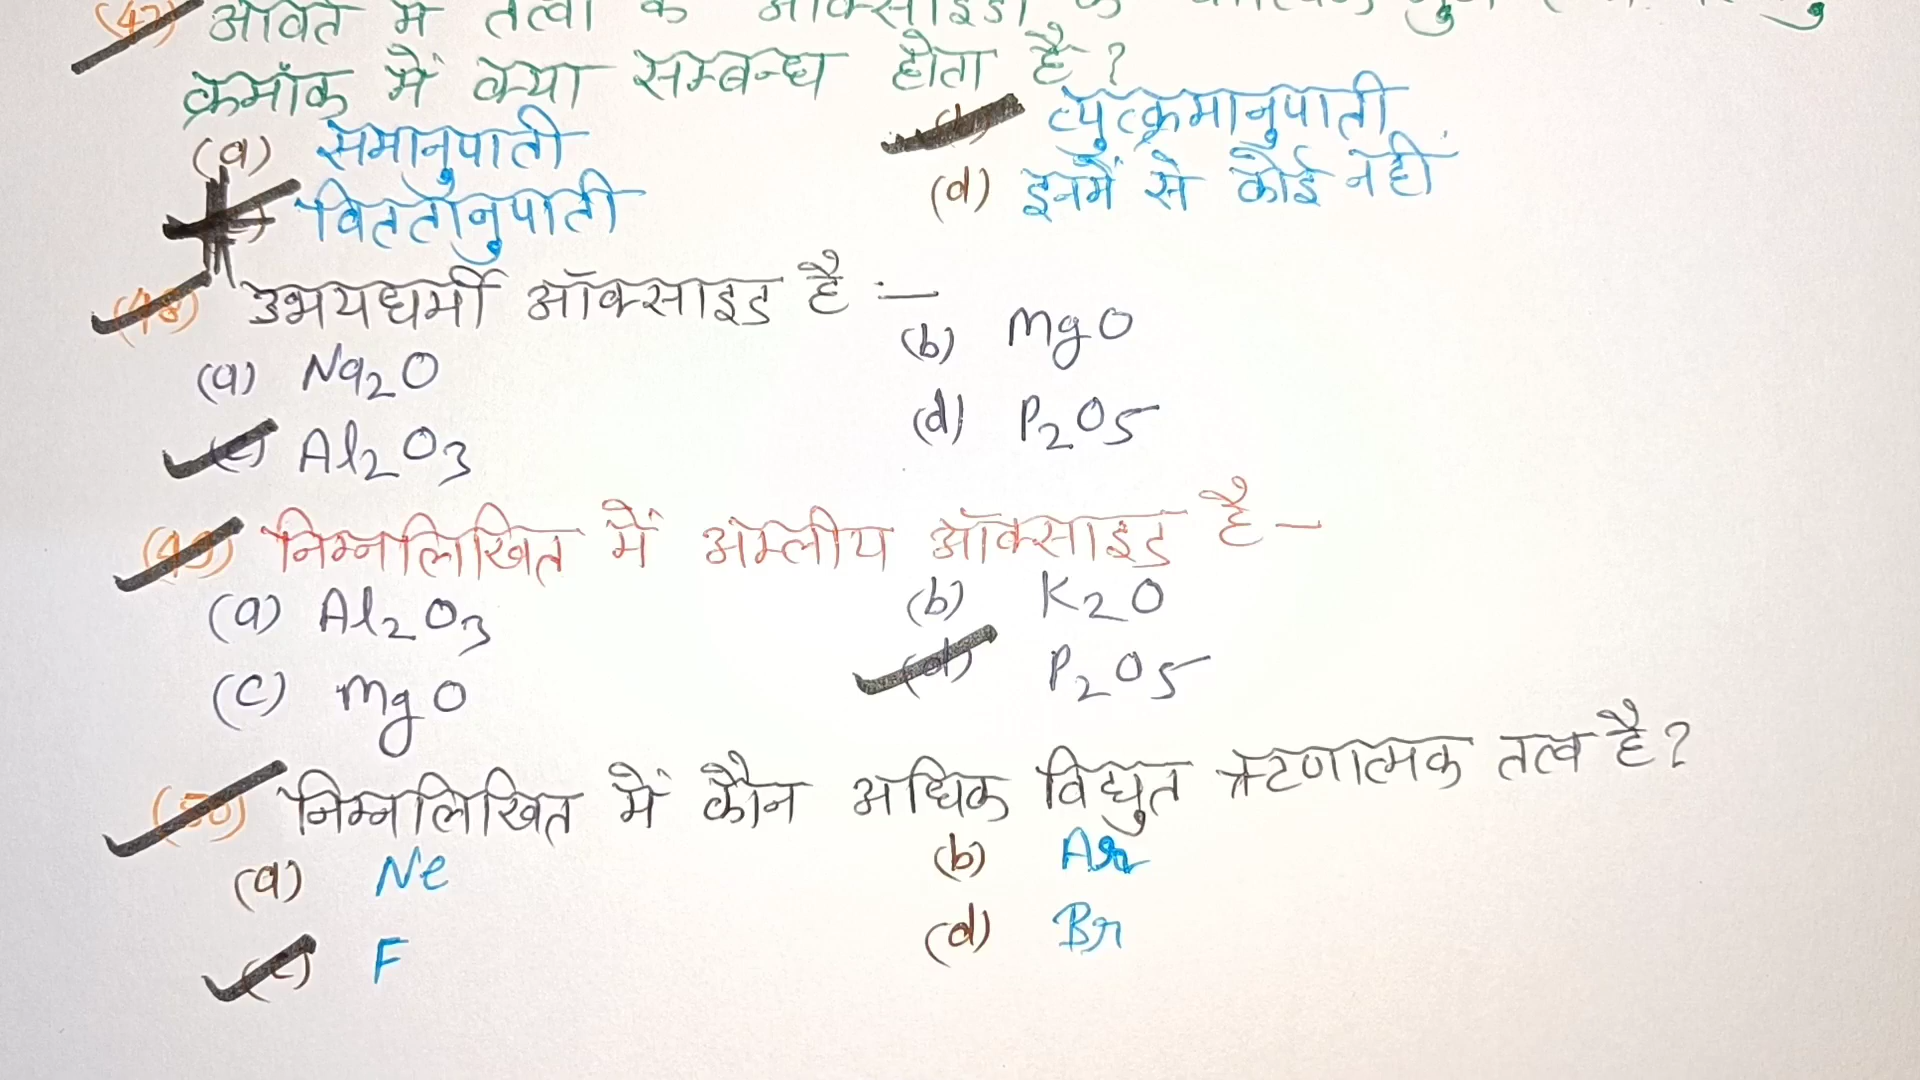 (47) आवर्त में तत्वों के ऑक्साइडों के
क्रमाँक में क्या सम्बन्ध होता है?
(a) समानुपाती (b) व्युत्क्रमानुपाती
वितर्तानुपाती (d) इनमें से कोई नहीं
(48) उभयधर्मी ऑक्साइड है :—
(a) Na2O (b) MgO
(c) Al2O3 (d) P2O5
(49) निम्नलिखित में अम्लीय ऑक्साइड है —
(a) Al2O3 (b) K2O
(c) MgO (d) P2O5
(50) निम्नलिखित में कौन अधिक विद्युत ऋणात्मक तत्व है?
(a) Ne (b) Ar
(c) F (d) Br